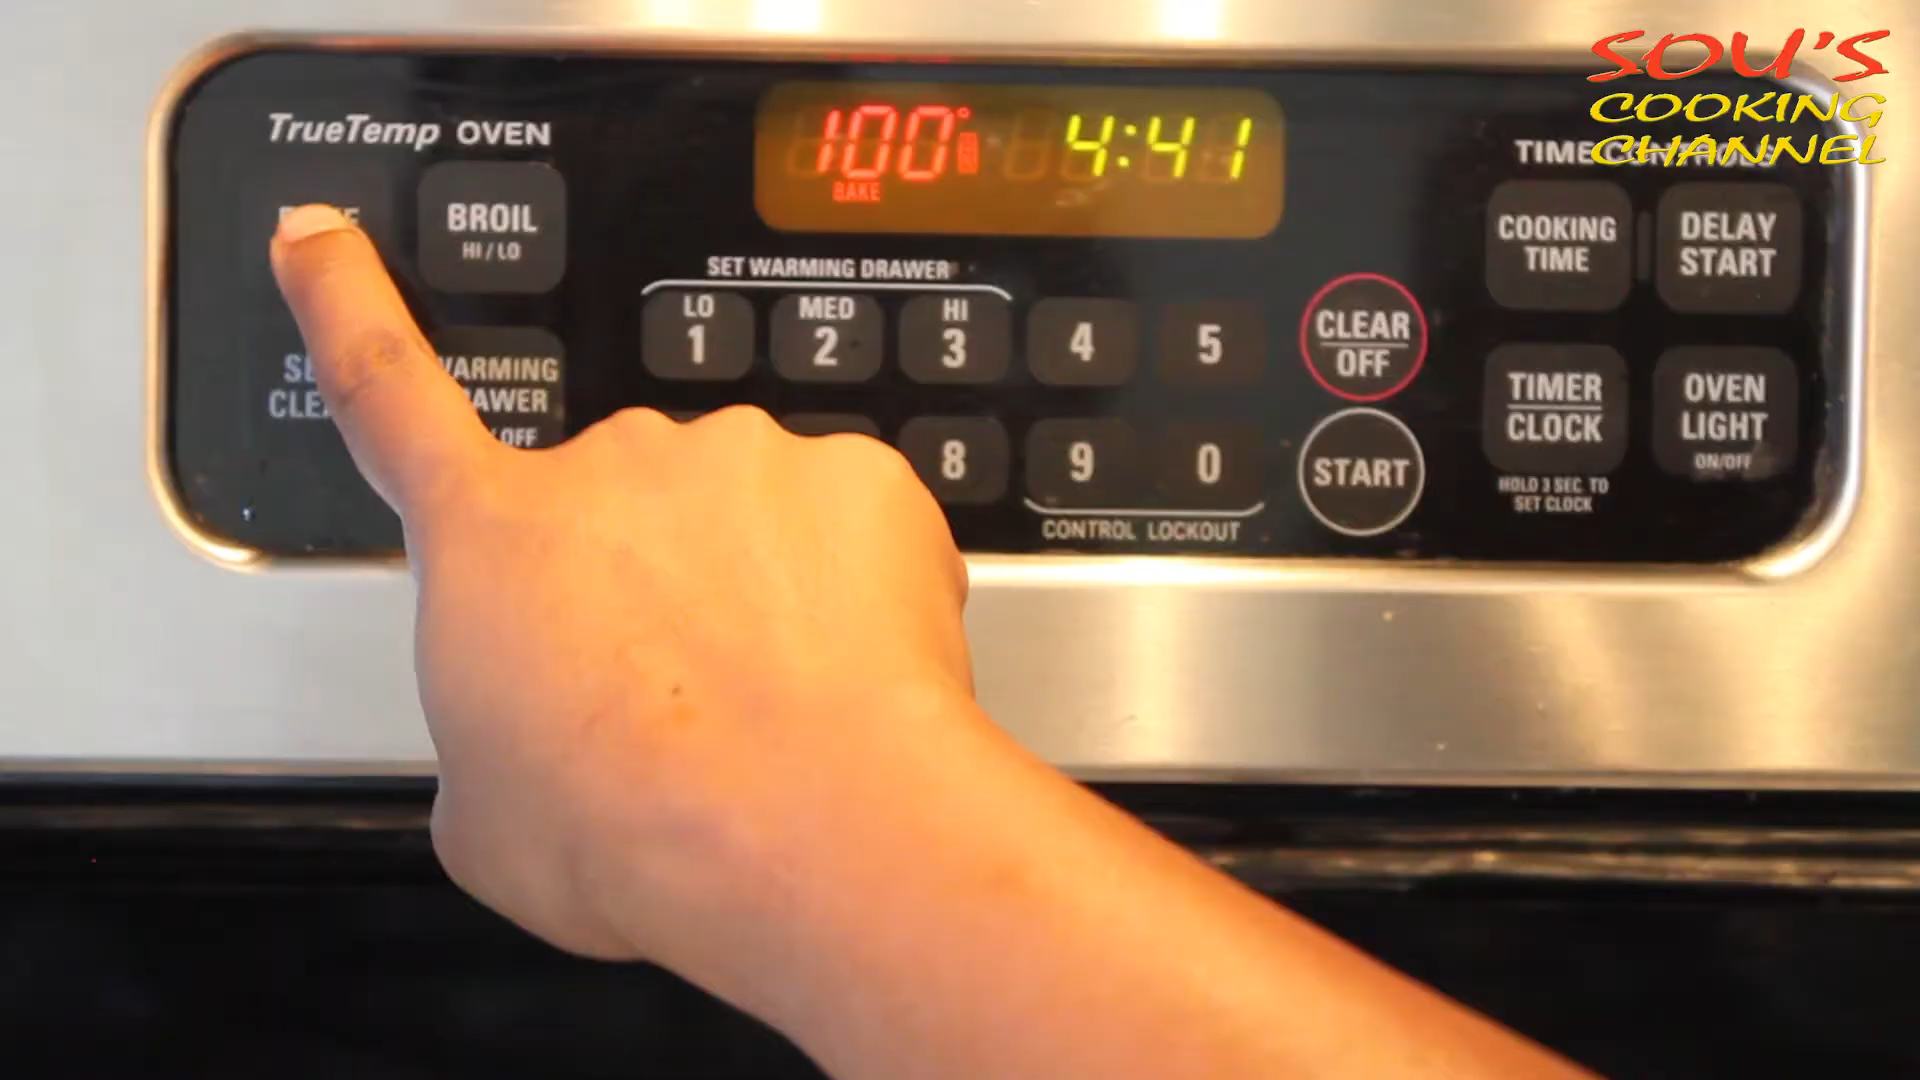 SOU'S
COOKING
CHANNEL
TrueTemp OVEN
BROIL
HI / LO
100°
BAKE
4:41
SET WARMING DRAWER
LO
1
MED
2
HI
3
4
5
8
9
0
CONTROL LOCKOUT
CLEAR
OFF
START
TIME
COOKING
TIME
DELAY
START
TIMER
CLOCK
HOLD 3 SEC. TO
SET CLOCK
OVEN
LIGHT
ON/OFF